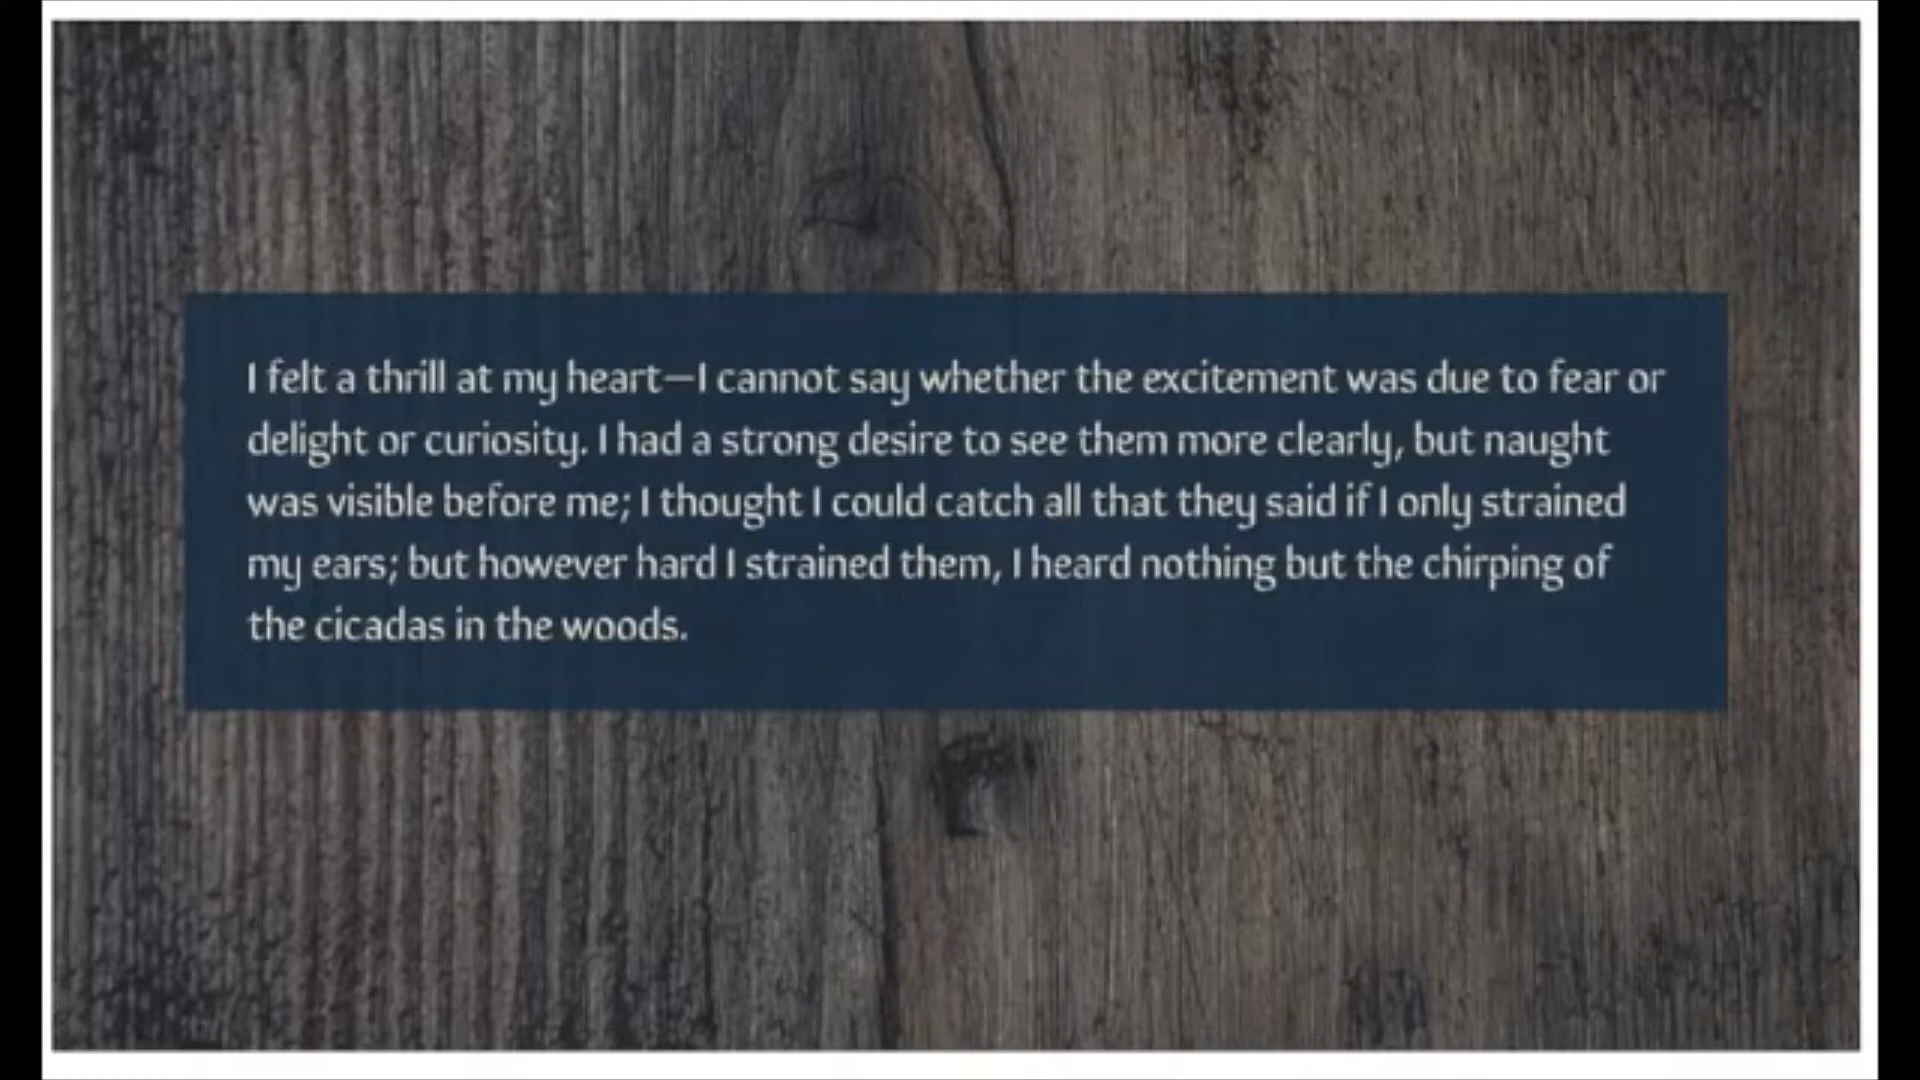 I felt a thrill at my heart—I cannot say whether the excitement was due to fear or
delight or curiosity. I had a strong desire to see them more clearly, but naught
was visible before me; I thought I could catch all that they said if I only strained
my ears; but however hard I strained them, I heard nothing but the chirping of
the cicadas in the woods.